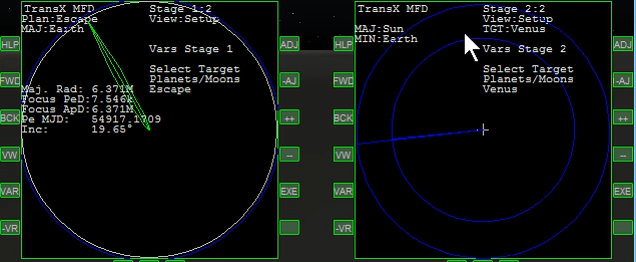 TransX MFD
Stage 1:2
Plan:Escape
View:Setup
MAJ:Earth
Vars Stage 1
Select Target
Planets/Moons
Escape
Maj. Rad: 6.371M
Focus PeD:7.546k
Focus ApD:6.371M
Pe MJD: 54917.1709
Inc: 19.65°
HLP
FWD
BCK
VW
VAR
-VR
ADJ
-AJ
++
--
EXE
TransX MFD
Stage 2:2
View:Setup
MAJ:Sun
TGT:Venus
MIN:Earth
Vars Stage 2
Select Target
Planets/Moons
Venus
HLP
FWD
BCK
VW
VAR
-VR
ADJ
-AJ
++
--
EXE